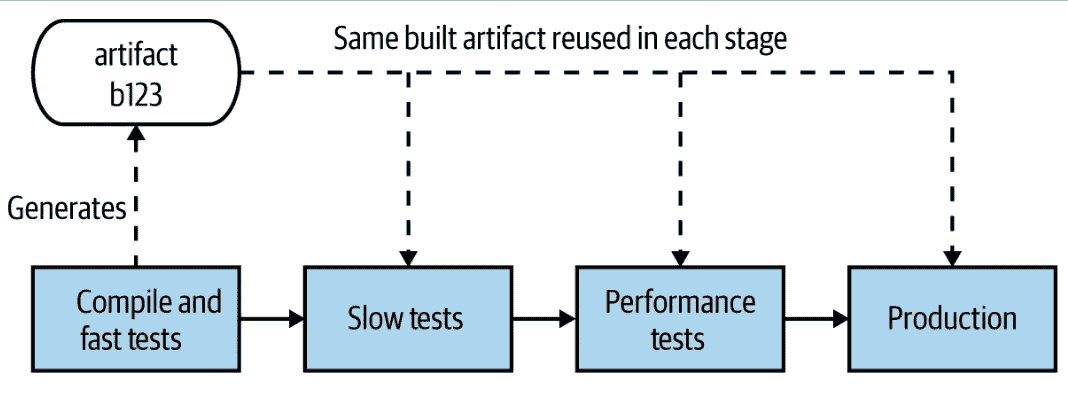 Same built artifact reused in each stage
artifact
b123
Generates
Compile and
fast tests
Slow tests
Performance
tests
Production